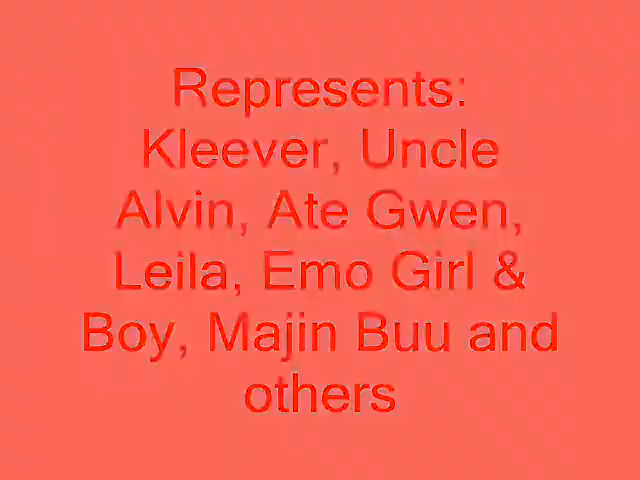 Represents:
Kleever, Uncle
Alvin, Ate Gwen,
Leila, Emo Girl &
Boy, Majin Buu and
others